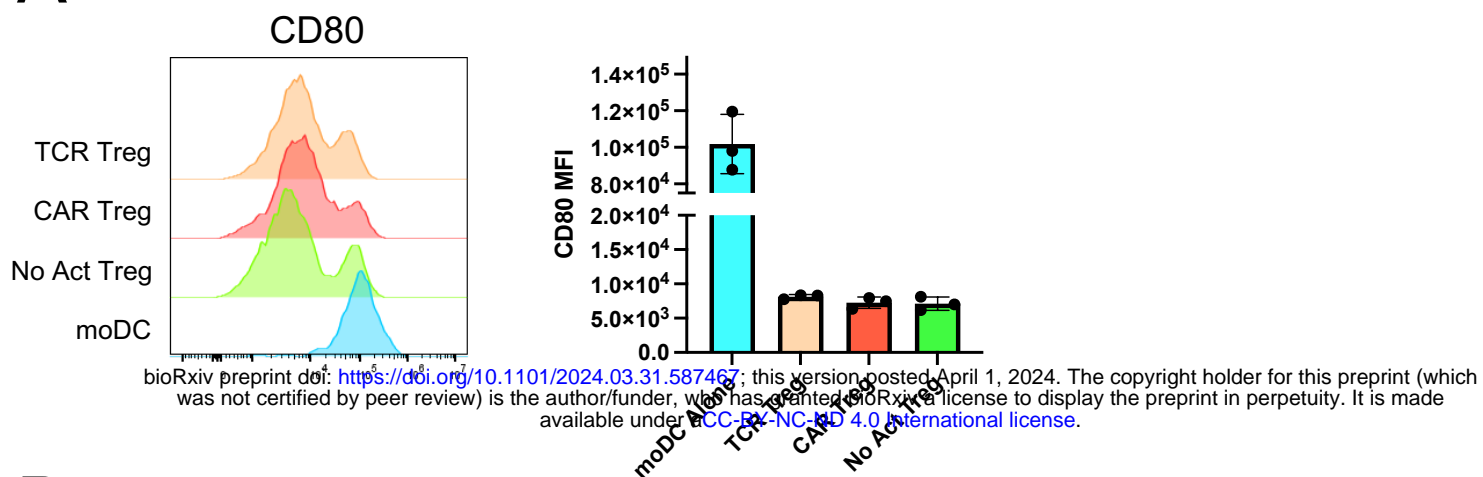 CD80
TCR Treg
CAR Treg
No Act Treg
moDC
CD80 MFI
1.4×10⁵
1.2×10⁵
1.0×10⁵
8.0×10⁴
2.0×10⁴
1.5×10⁴
1.0×10⁴
5.0×10³
0.0
moDC Alone
TCR Treg
CAR Treg
No Act Treg
bioRxiv preprint doi: https://doi.org/10.1101/2024.03.31.587467; this version posted April 1, 2024. The copyright holder for this preprint (which
was not certified by peer review) is the author/funder, who has granted bioRxiv a license to display the preprint in perpetuity. It is made
available under aCC-BY-NC-ND 4.0 International license.